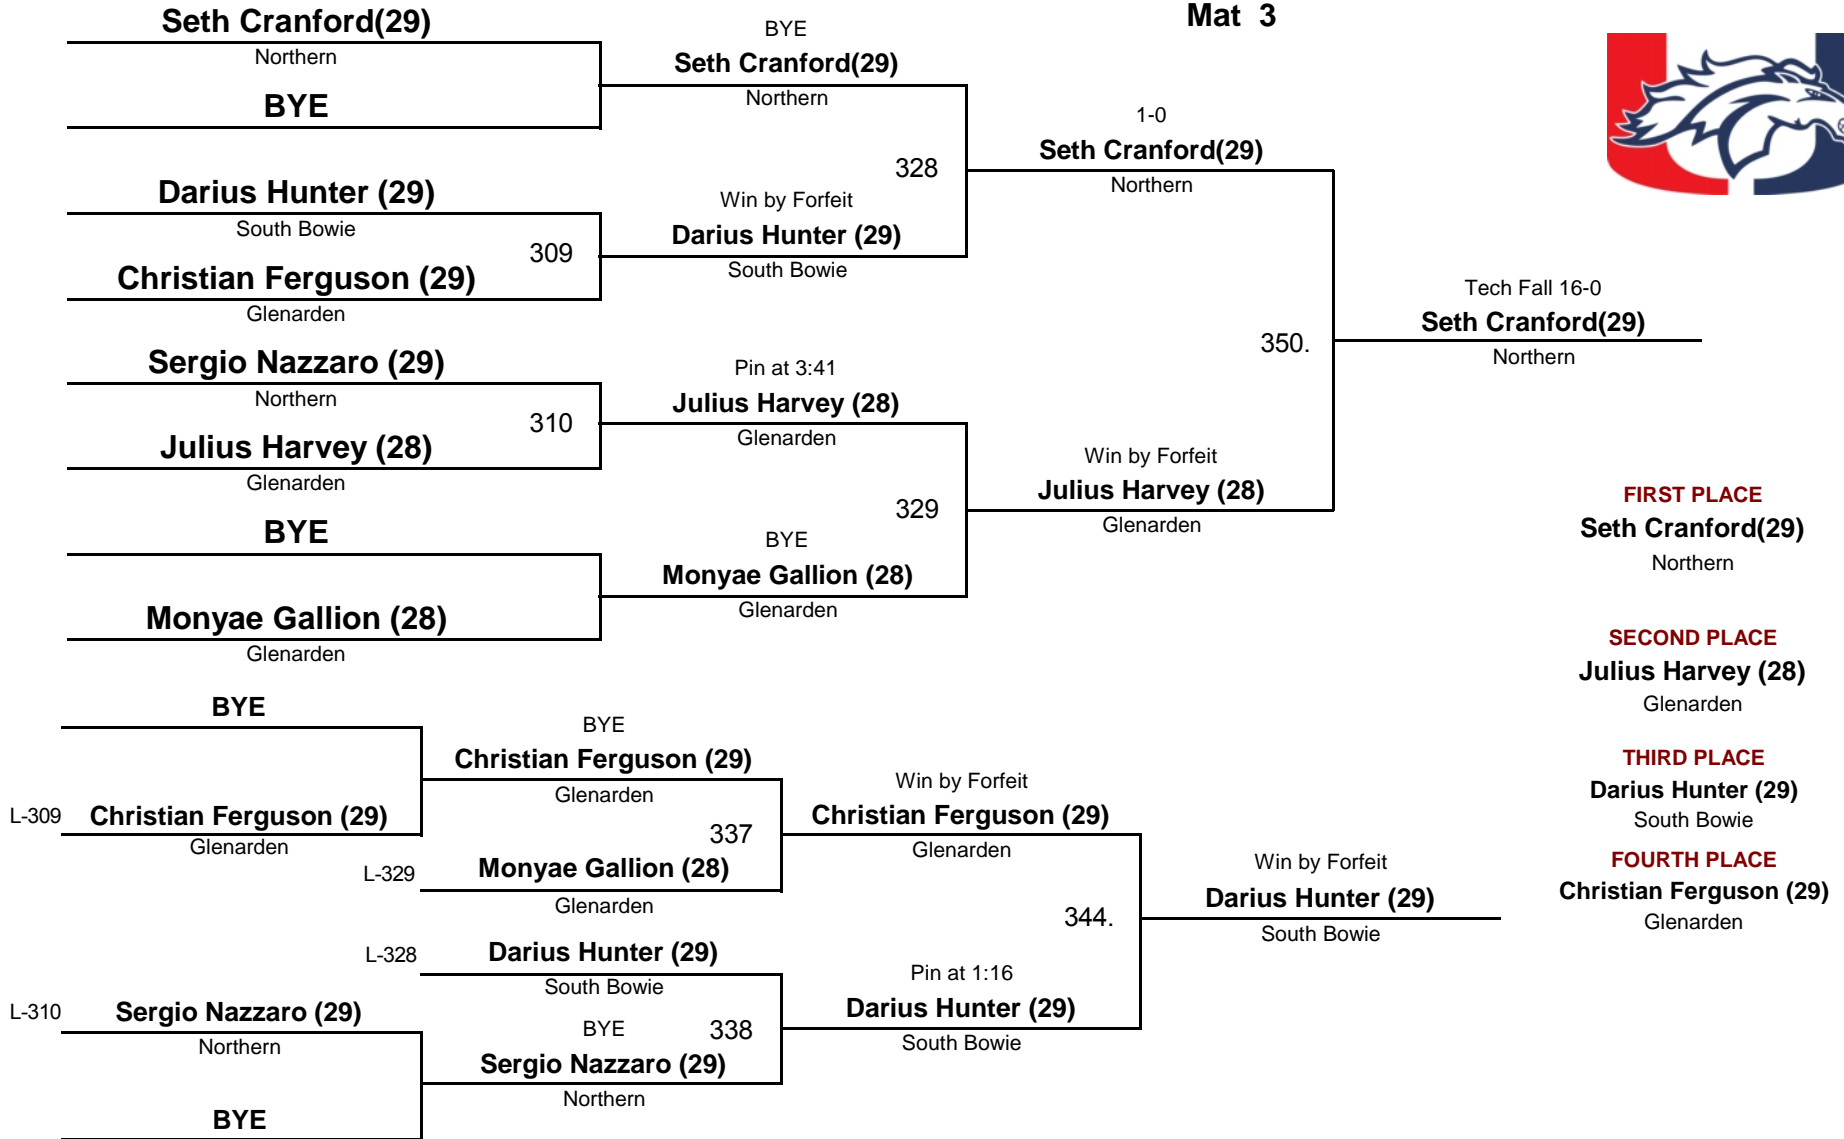 Mat 3
Seth Cranford(29)
Northern
BYE
Darius Hunter (29)
South Bowie
309
Christian Ferguson (29)
Glenarden
Sergio Nazzaro (29)
Northern
310
Julius Harvey (28)
Glenarden
BYE
Monyae Gallion (28)
Glenarden
BYE
Seth Cranford(29)
Northern
328
Win by Forfeit
Darius Hunter (29)
South Bowie
Pin at 3:41
Julius Harvey (28)
Glenarden
329
BYE
Monyae Gallion (28)
Glenarden
1-0
Seth Cranford(29)
Northern
350.
Win by Forfeit
Julius Harvey (28)
Glenarden
Tech Fall 16-0
Seth Cranford(29)
Northern
BYE
L-309 Christian Ferguson (29)
Glenarden
L-310 Sergio Nazzaro (29)
Northern
BYE
BYE
Christian Ferguson (29)
Glenarden
337
L-329 Monyae Gallion (28)
Glenarden
L-328 Darius Hunter (29)
South Bowie
BYE 338
Sergio Nazzaro (29)
Northern
Win by Forfeit
Christian Ferguson (29)
Glenarden
344.
Pin at 1:16
Darius Hunter (29)
South Bowie
Win by Forfeit
Darius Hunter (29)
South Bowie
FIRST PLACE
Seth Cranford(29)
Northern
SECOND PLACE
Julius Harvey (28)
Glenarden
THIRD PLACE
Darius Hunter (29)
South Bowie
FOURTH PLACE
Christian Ferguson (29)
Glenarden